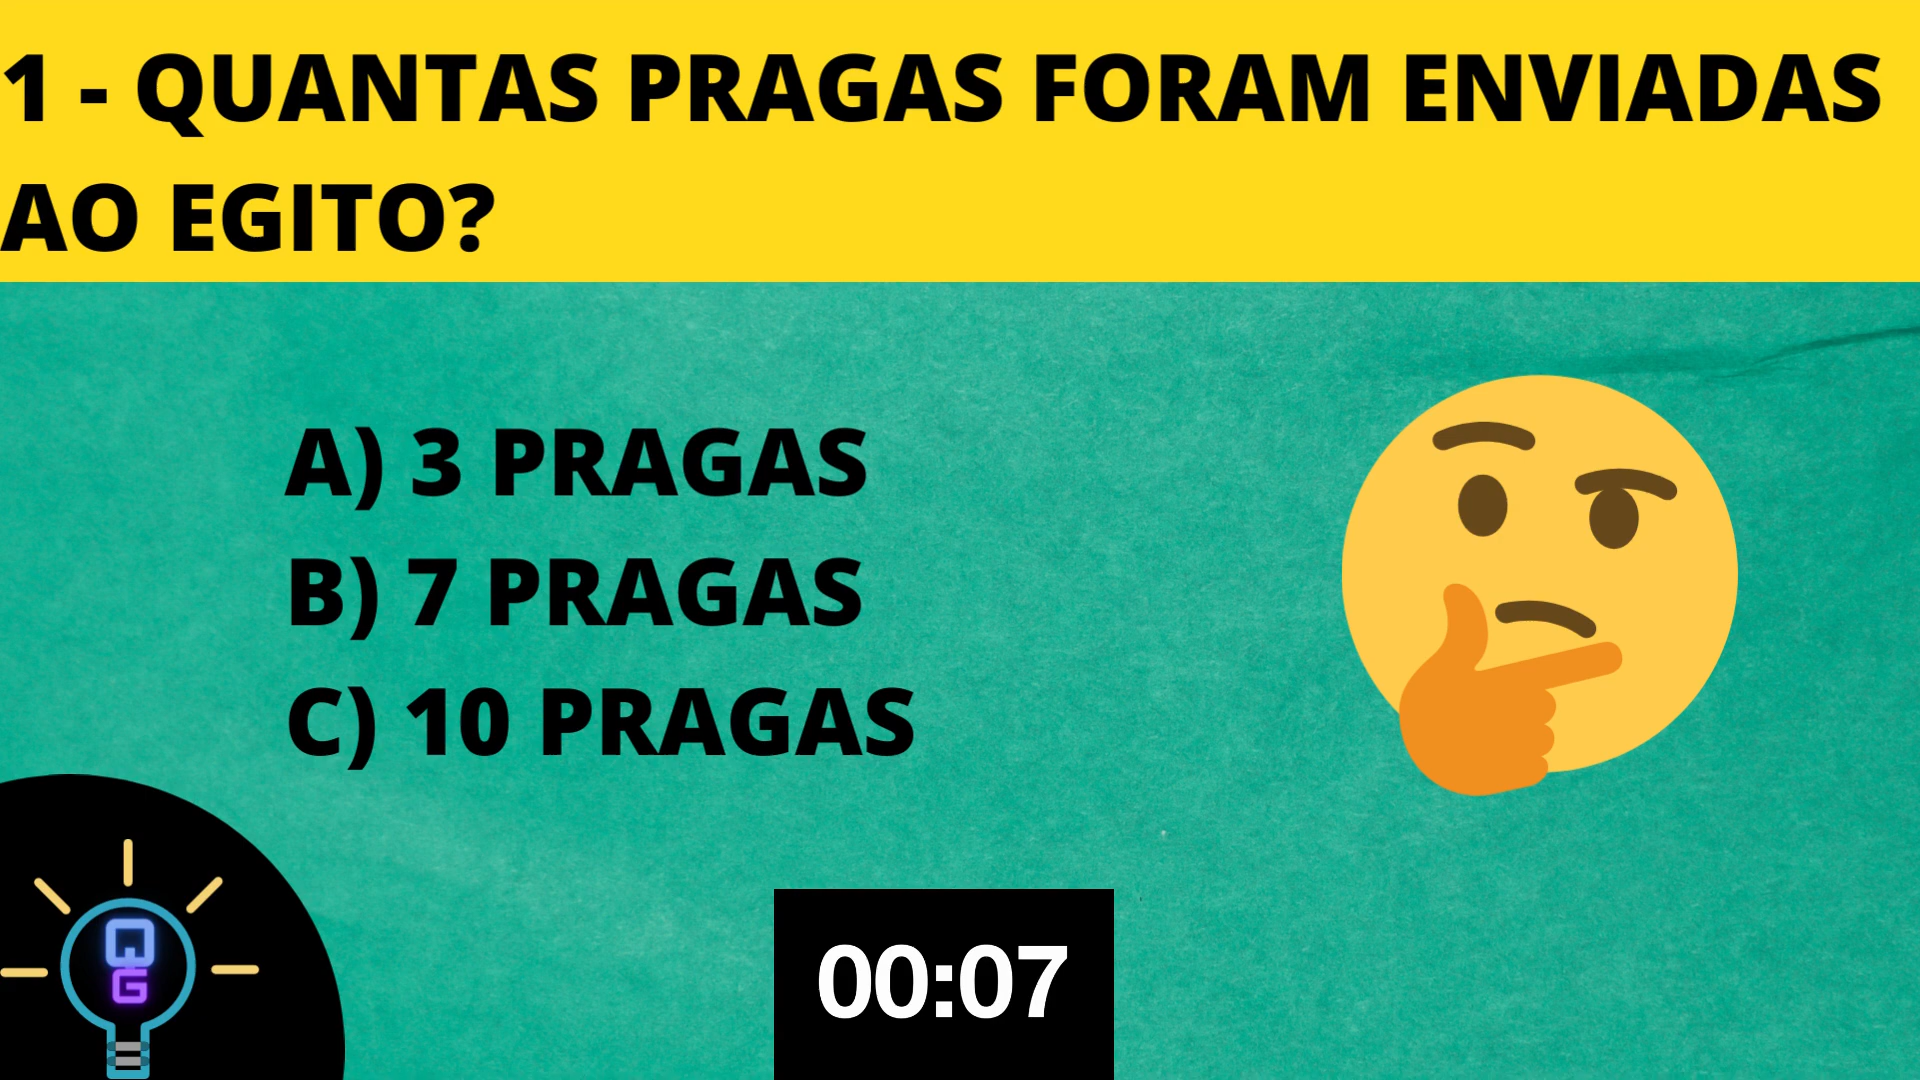 1 - QUANTAS PRAGAS FORAM ENVIADAS
AO EGITO?
A) 3 PRAGAS
B) 7 PRAGAS
C) 10 PRAGAS
QG
00:07